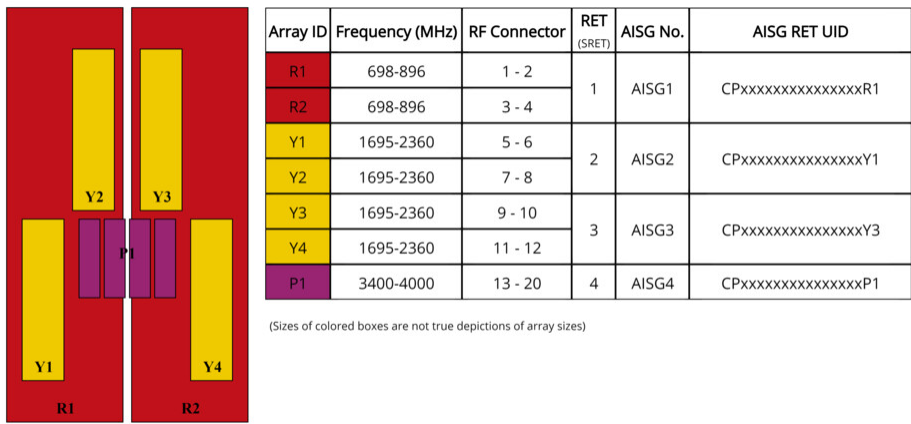 Y2 Y3
P1
Y1 Y4
R1 R2
Array ID Frequency (MHz) RF Connector RET (SRET) AISG No. AISG RET UID
R1 698-896 1 - 2 1 AISG1 CPxxxxxxxxxxxxxxxR1
R2 698-896 3 - 4
Y1 1695-2360 5 - 6 2 AISG2 CPxxxxxxxxxxxxxxxY1
Y2 1695-2360 7 - 8
Y3 1695-2360 9 - 10 3 AISG3 CPxxxxxxxxxxxxxxxY3
Y4 1695-2360 11 - 12
P1 3400-4000 13 - 20 4 AISG4 CPxxxxxxxxxxxxxxxP1
(Sizes of colored boxes are not true depictions of array sizes)